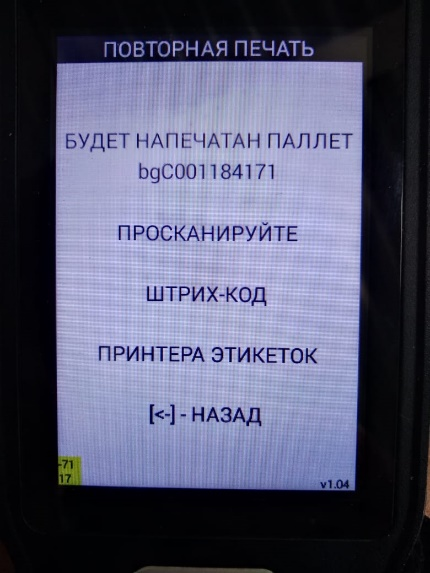 ПОВТОРНАЯ ПЕЧАТЬ
БУДЕТ НАПЕЧАТАН ПАЛЛЕТ
bgC001184171
ПРОСКАНИРУЙТЕ
ШТРИХ-КОД
ПРИНТЕРА ЭТИКЕТОК
[<-] - НАЗАД
-71
17
v1.04